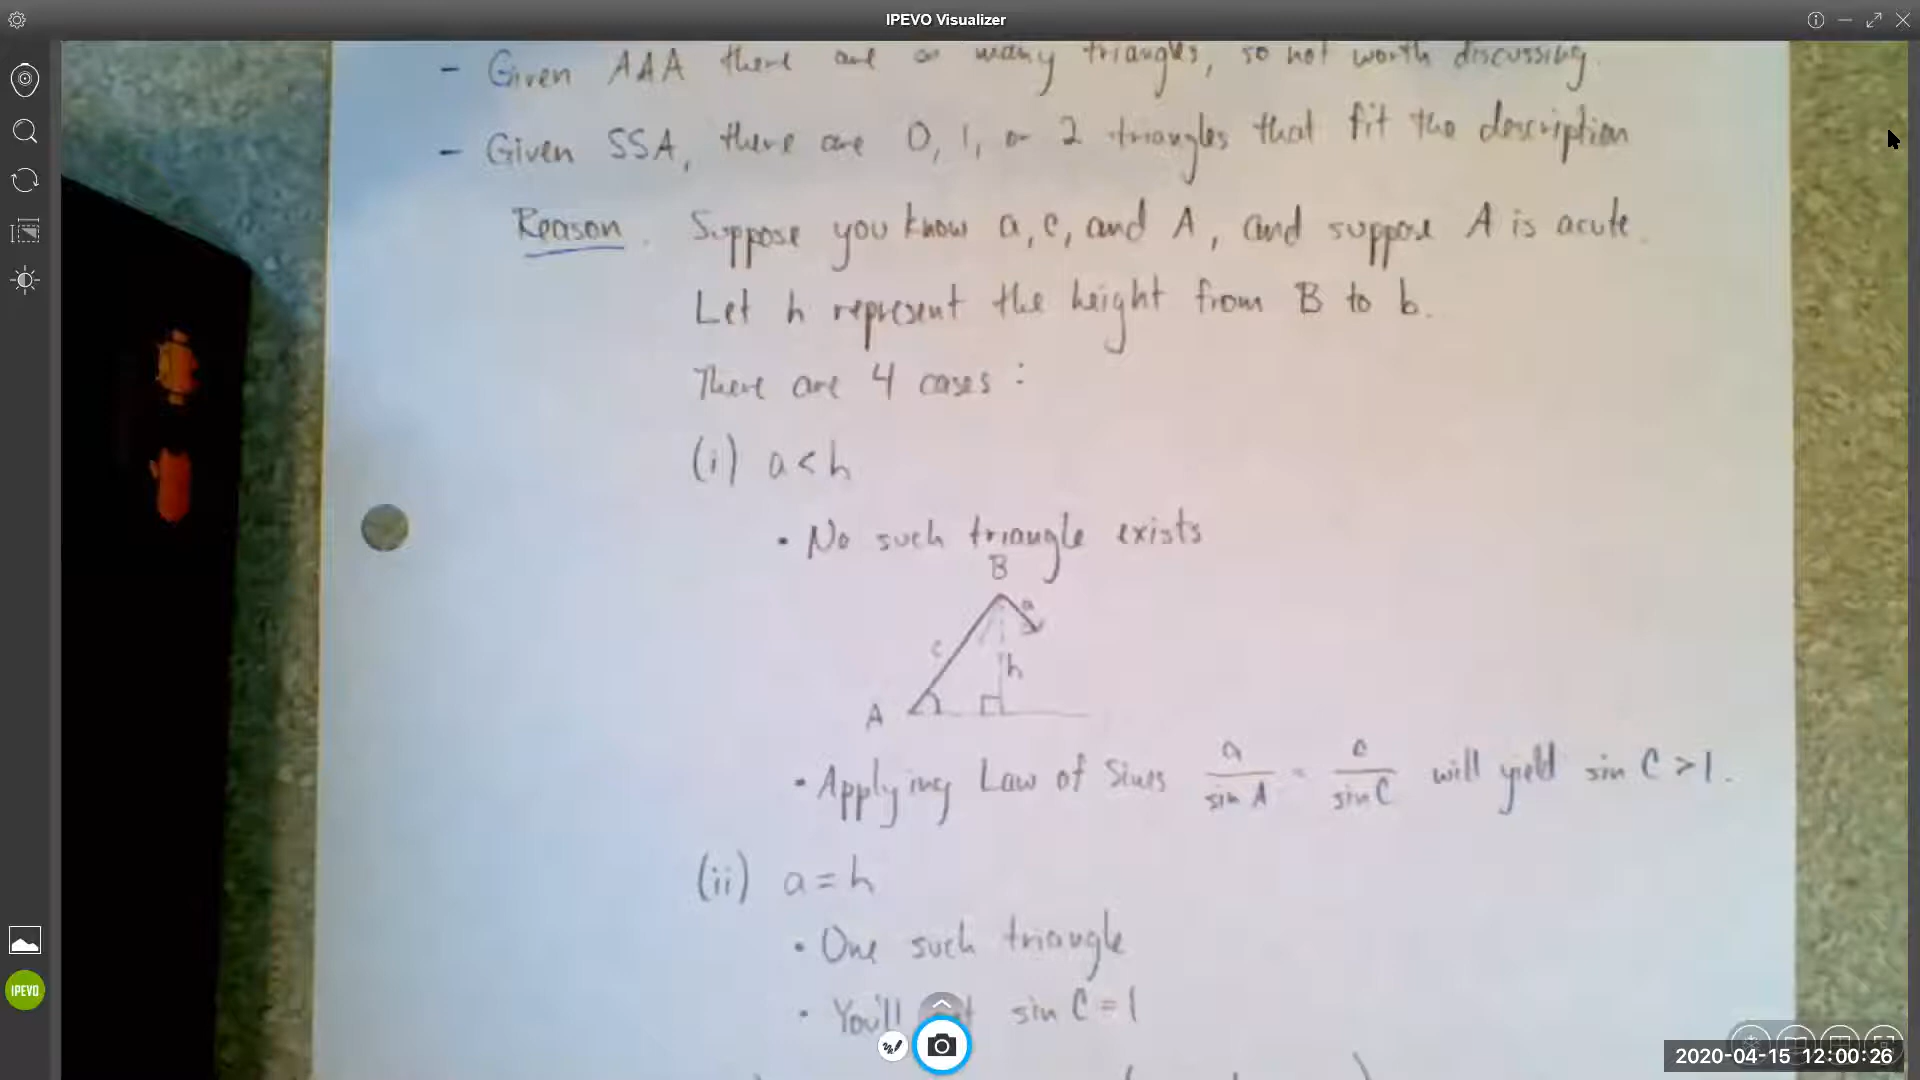 IPEVO Visualizer
- Given AAA there are ∞ many triangles, so not worth discussing.
- Given SSA, there are 0, 1, or 2 triangles that fit the description
Reason. Suppose you know a, c, and A, and suppose A is acute.
Let h represent the height from B to b.
There are 4 cases:
(i) a < h
• No such triangle exists
B
a
c
h
A
• Applying Law of Sines a/sin A = c/sin C will yield sin C > 1.
(ii) a = h
• One such triangle
• You'll sin C = 1
IPEVO
2020-04-15 12:00:26